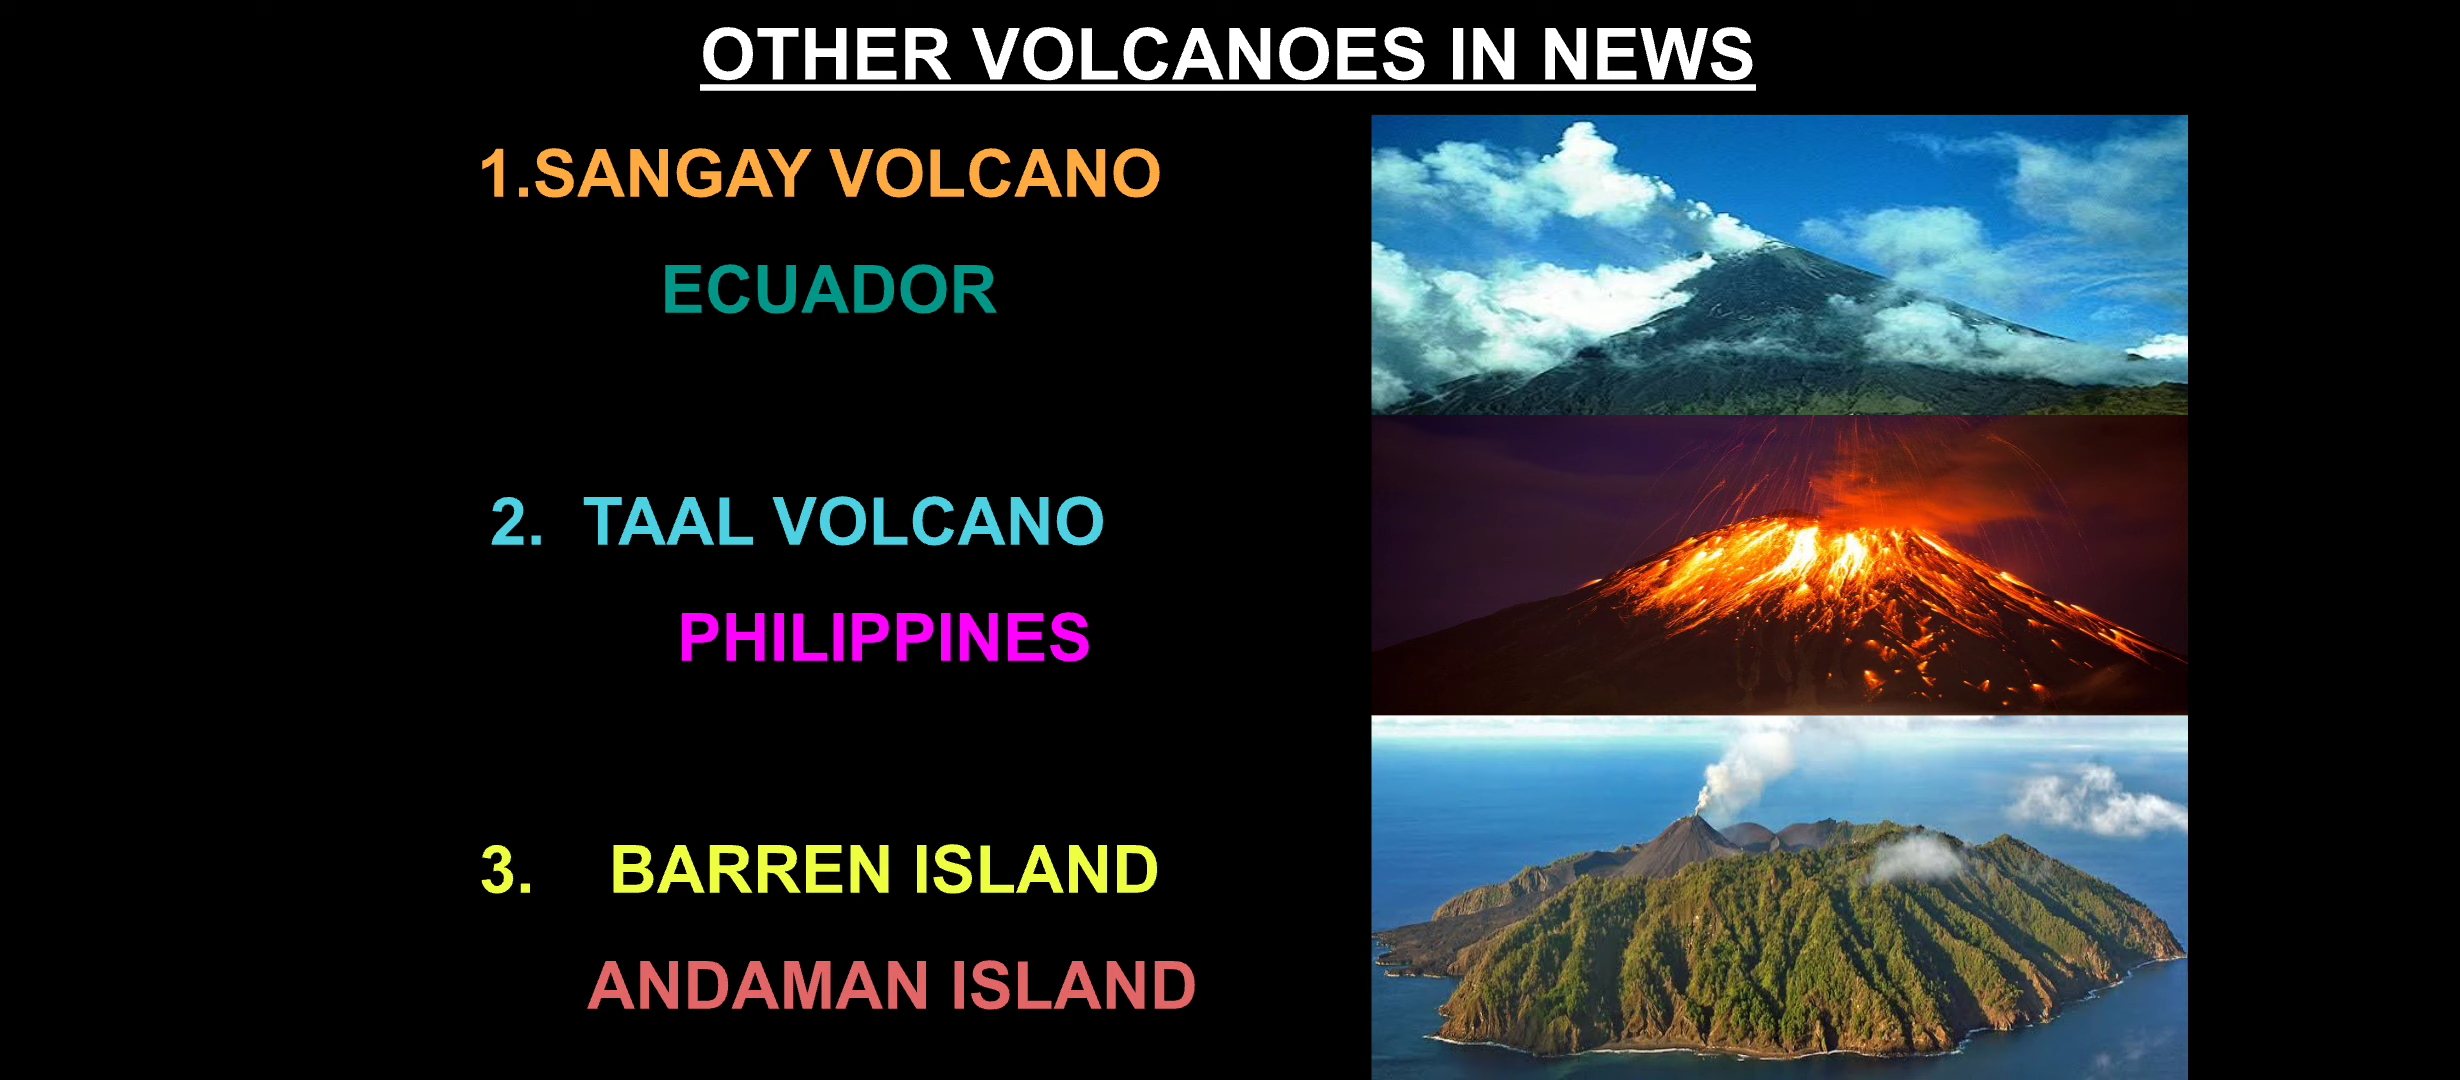 OTHER VOLCANOES IN NEWS
1.SANGAY VOLCANO
ECUADOR
2. TAAL VOLCANO
PHILIPPINES
3. BARREN ISLAND
ANDAMAN ISLAND